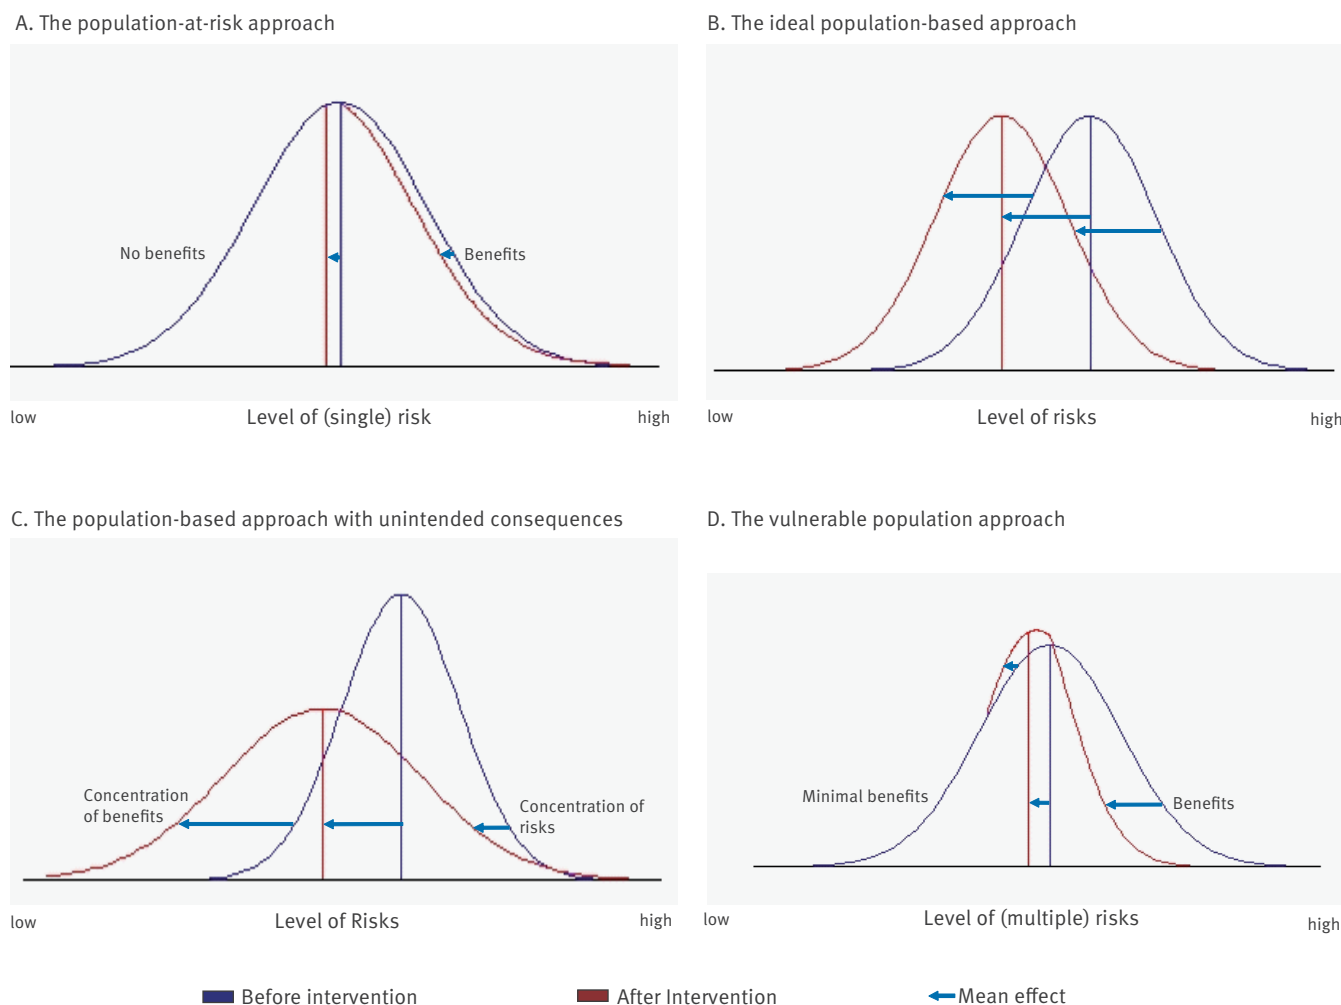 A. The population-at-risk approach
No benefits
Benefits
low
Level of (single) risk
high
B. The ideal population-based approach
low
Level of risks
high
C. The population-based approach with unintended consequences
Concentration
of benefits
Concentration of
risks
low
Level of Risks
high
D. The vulnerable population approach
Minimal benefits
Benefits
low
Level of (multiple) risks
high
Before intervention
After Intervention
Mean effect